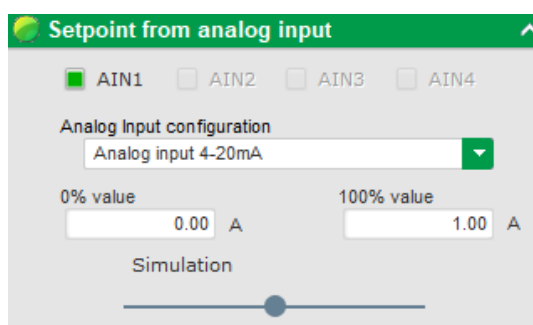 Setpoint from analog input
AIN1 AIN2 AIN3 AIN4
Analog Input configuration
Analog input 4-20mA
0% value 100% value
0.00 A 1.00 A
Simulation